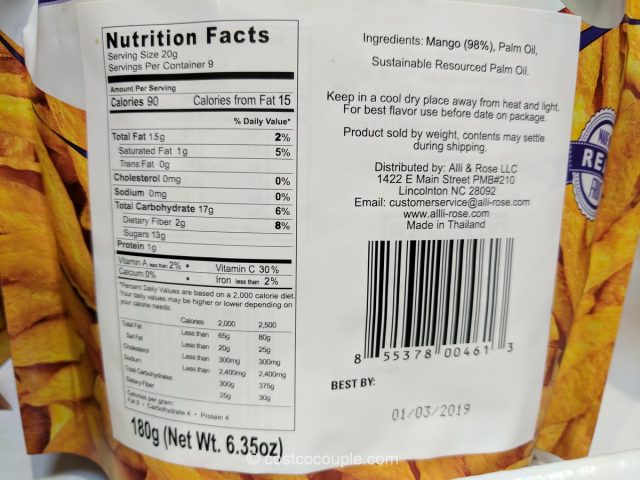 Nutrition Facts
Serving Size 20g
Servings Per Container 9
Amount Per Serving
Calories 90 Calories from Fat 15
% Daily Value*
Total Fat 1.5g 2%
Saturated Fat 1g 5%
Trans Fat 0g
Cholesterol 0mg 0%
Sodium 0mg 0%
Total Carbohydrate 17g 6%
Dietary Fiber 2g 8%
Sugars 13g
Protein 1g
Vitamin A less than 2% • Vitamin C 30%
Calcium 0% • Iron less than 2%
*Percent Daily Values are based on a 2,000 calorie diet.
Your daily values may be higher or lower depending on
your calorie needs:
Calories 2,000 2,500
Total Fat Less than 65g 80g
Sat Fat Less than 20g 25g
Cholesterol Less than 300mg 300mg
Sodium Less than 2,400mg 2,400mg
Total Carbohydrates 300g 375g
Dietary Fiber 25g 30g
Calories per gram:
Fat 9 • Carbohydrate 4 • Protein 4
180g (Net Wt. 6.35oz)
Ingredients: Mango (98%), Palm Oil,
Sustainable Resourced Palm Oil.
Keep in a cool dry place away from heat and light.
For best flavor use before date on package.
Product sold by weight, contents may settle
during shipping.
Distributed by: Alli & Rose LLC
1422 E Main Street PMB#210
Lincolnton NC 28092
Email: customerservice@alli-rose.com
www.allli-rose.com
Made in Thailand
8 55378 00461 3
BEST BY:
01/03/2019
© costcocouple.com